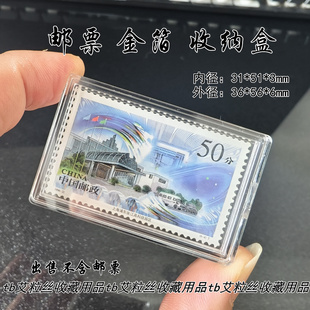 邮票 金箔 收纳盒
内径：31*51*3mm
外径：36*56*6mm
50分
CHINA
中国邮政
出售不含邮票
tb艾粒丝收藏用品tb艾粒丝收藏用品tb艾粒丝收藏用品